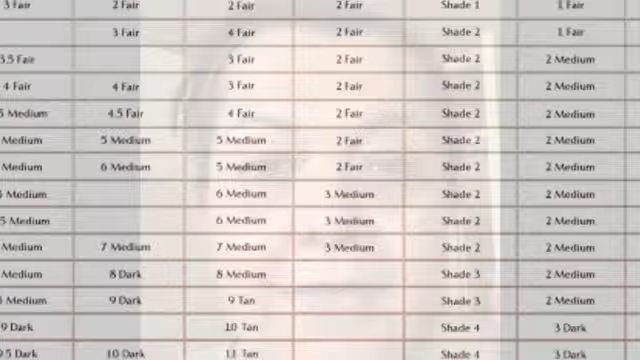 3 Fair 2 Fair 2 Fair 2 Fair Shade 1 1 Fair
3 Fair 4 Fair 2 Fair Shade 2 1 Fair
3.5 Fair 3 Fair 2 Fair Shade 2 2 Medium
4 Fair 4 Fair 3 Fair 2 Fair Shade 2 2 Medium
5 Medium 4.5 Fair 4 Fair 2 Fair Shade 2 2 Medium
Medium 5 Medium 5 Medium 2 Fair Shade 2 2 Medium
Medium 6 Medium 5 Medium 2 Fair Shade 2 2 Medium
Medium 6 Medium 3 Medium Shade 2 2 Medium
5 Medium 6 Medium 3 Medium Shade 2 2 Medium
Medium 7 Medium 7 Medium 3 Medium Shade 2 2 Medium
Medium 8 Dark 8 Medium Shade 3 2 Medium
Medium 9 Dark 9 Tan Shade 3 2 Medium
9 Dark 10 Tan Shade 4 3 Dark
9.5 Dark 10 Dark 11 Tan Shade 4 3 Dark